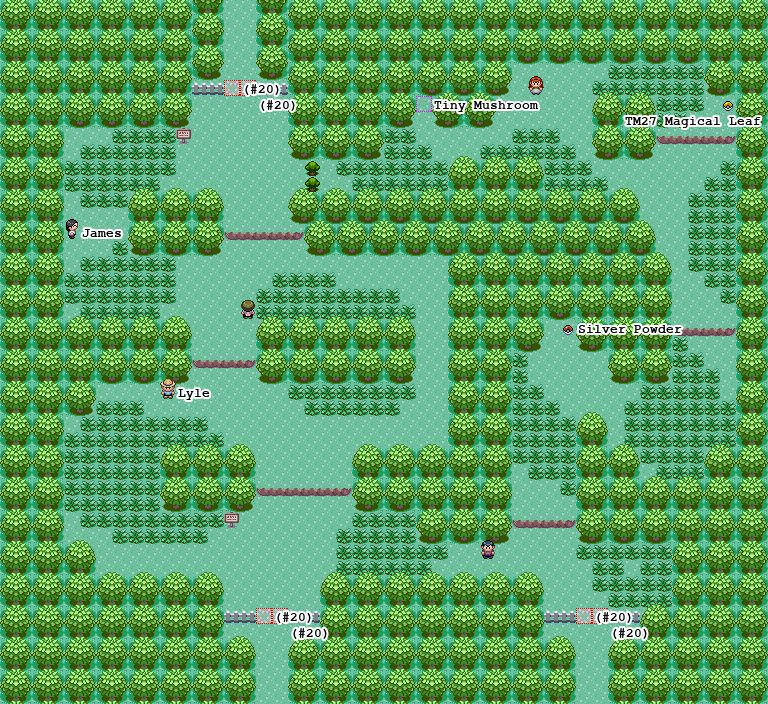 (#20)
(#20)
Tiny Mushroom
TM27 Magical Leaf
James
Silver Powder
Lyle
(#20)
(#20)
(#20)
(#20)